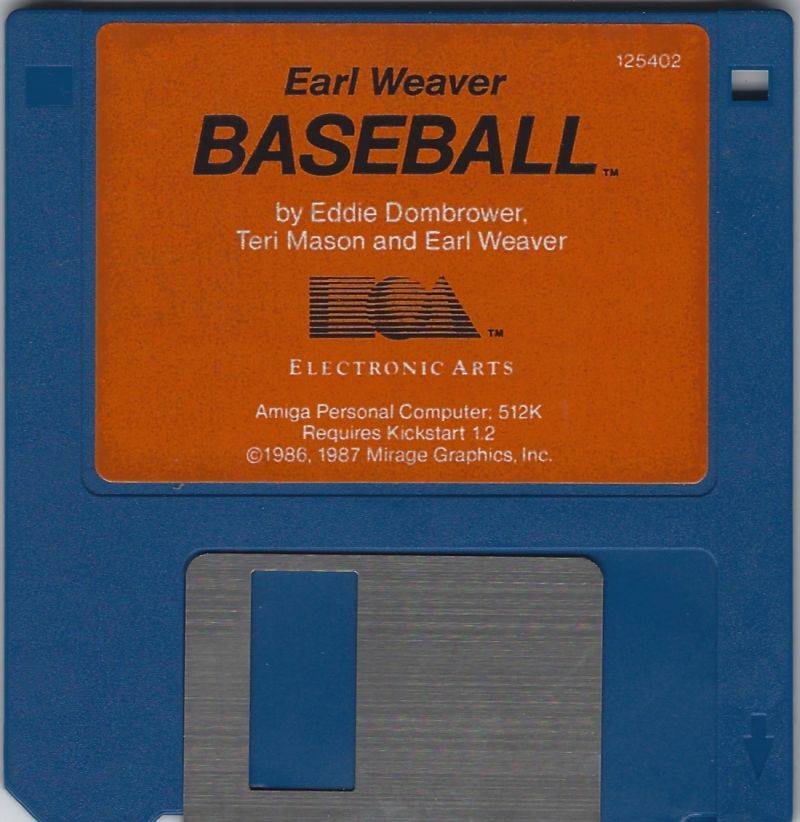 125402
Earl Weaver
BASEBALL™
by Eddie Dombrower,
Teri Mason and Earl Weaver
EA™
ELECTRONIC ARTS
Amiga Personal Computer; 512K
Requires Kickstart 1.2
©1986, 1987 Mirage Graphics, Inc.